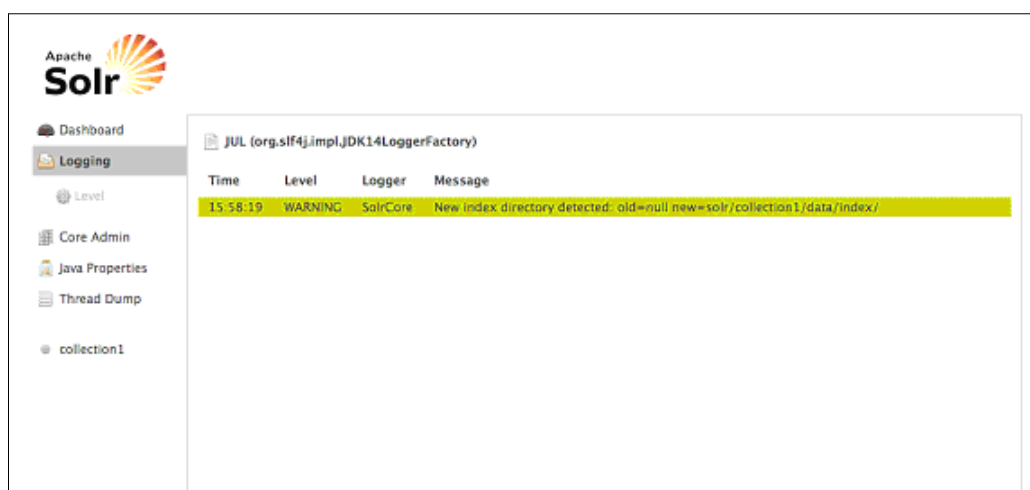 Apache
Solr
Dashboard
Logging
Level
Core Admin
Java Properties
Thread Dump
collection1
JUL (org.slf4j.impl.JDK14LoggerFactory)
Time Level Logger Message
15:58:19 WARNING SolrCore New index directory detected: old=null new=solr/collection1/data/index/